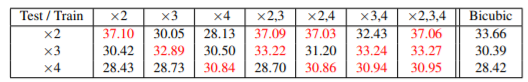 Test / Train ×2 ×3 ×4 ×2,3 ×2,4 ×3,4 ×2,3,4 Bicubic
×2 37.10 30.05 28.13 37.09 37.03 32.43 37.06 33.66
×3 30.42 32.89 30.50 33.22 31.20 33.24 33.27 30.39
×4 28.43 28.73 30.84 28.70 30.86 30.94 30.95 28.42